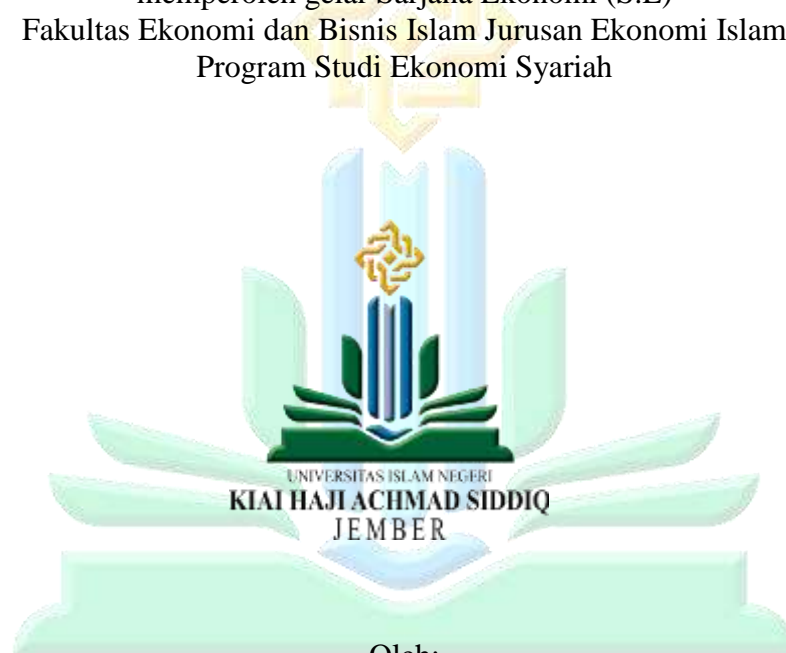 memperoleh gelar Sarjana Ekonomi (S.E)
Fakultas Ekonomi dan Bisnis Islam Jurusan Ekonomi Islam
Program Studi Ekonomi Syariah
UNIVERSITAS ISLAM NEGERI
KIAI HAJI ACHMAD SIDDIQ
JEMBER
Oleh: